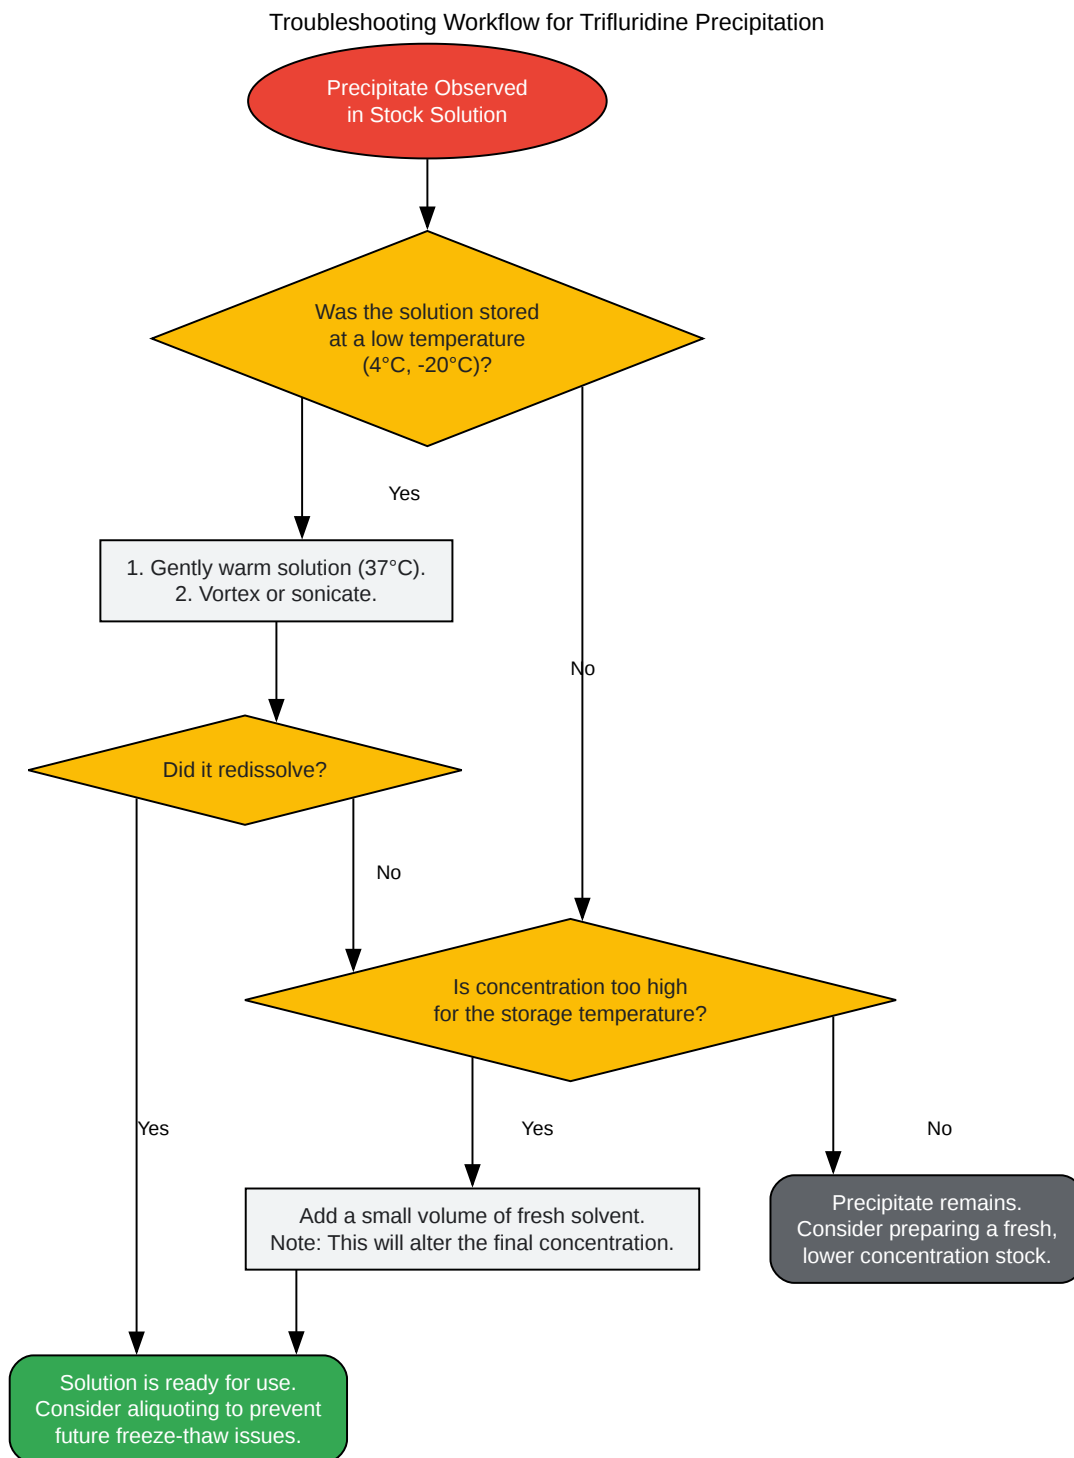 Troubleshooting Workflow for Trifluridine Precipitation
Precipitate Observed
in Stock Solution
Was the solution stored
at a low temperature
(4°C, -20°C)?
Yes
1. Gently warm solution (37°C).
2. Vortex or sonicate.
No
Did it redissolve?
No
Is concentration too high
for the storage temperature?
Yes
Yes
No
Add a small volume of fresh solvent.
Note: This will alter the final concentration.
Precipitate remains.
Consider preparing a fresh,
lower concentration stock.
Solution is ready for use.
Consider aliquoting to prevent
future freeze-thaw issues.